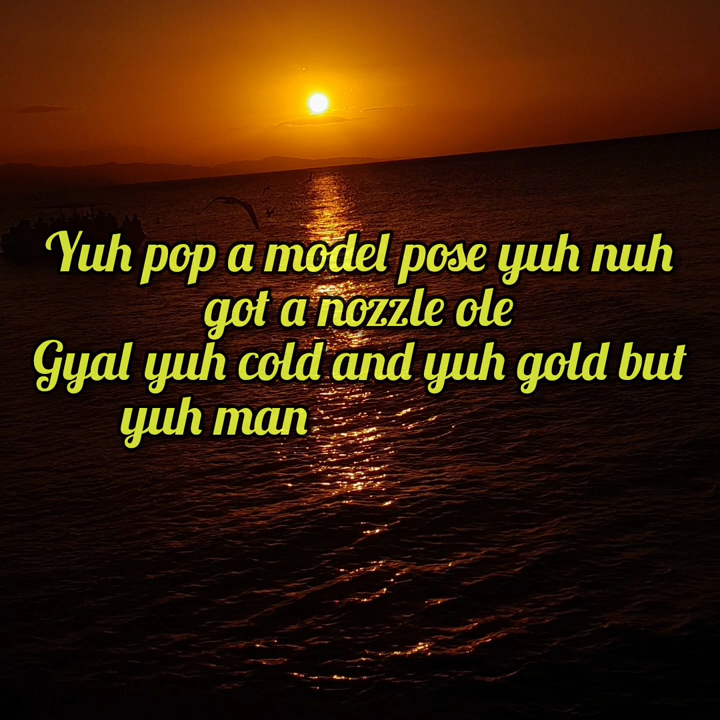 Yuh pop a model pose yuh nuh
got a nozzle ole
Gyal yuh cold and yuh gold but
yuh man